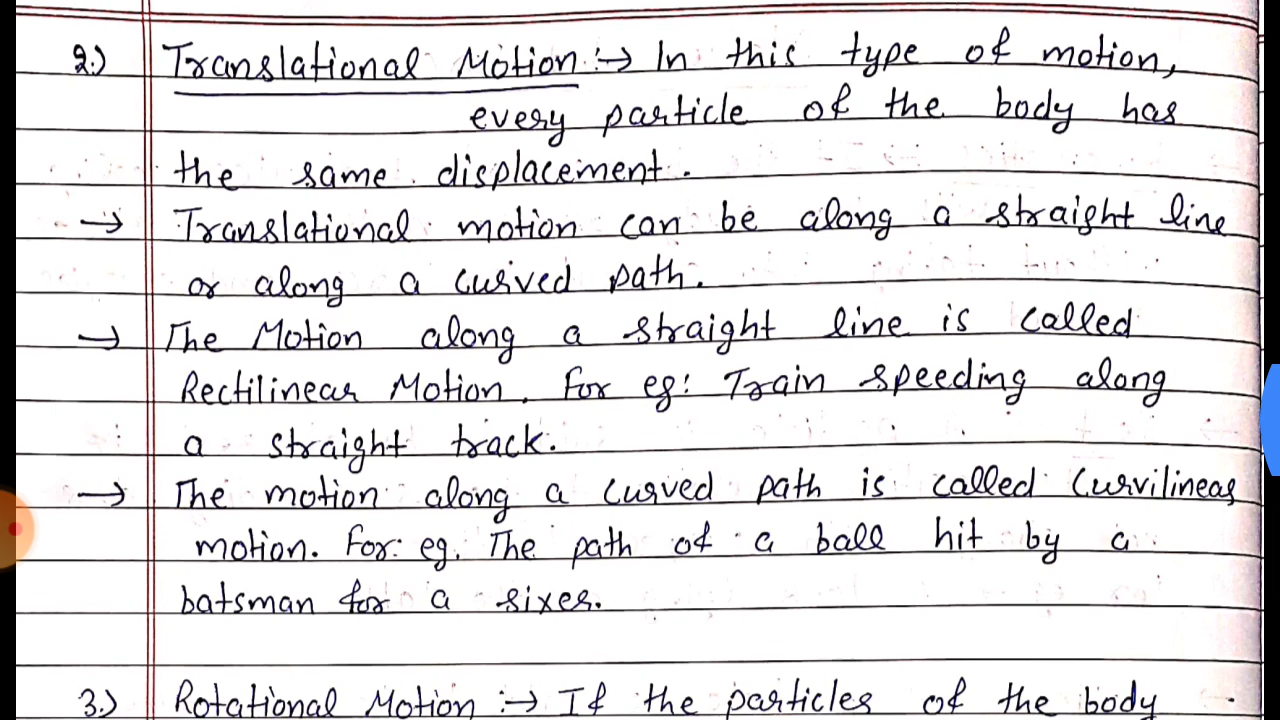 2.) Translational Motion :→ In this type of motion,
every particle of the body has
the same displacement.
→ Translational motion can be along a straight line
or along a curved path.
→ The Motion along a straight line is called
Rectilinear Motion. For eg: Train speeding along
a straight track.
→ The motion along a curved path is called Curvilinear
motion. For: eg. The path of a ball hit by a
batsman for a sixer.
3.) Rotational Motion :→ If the particles of the body